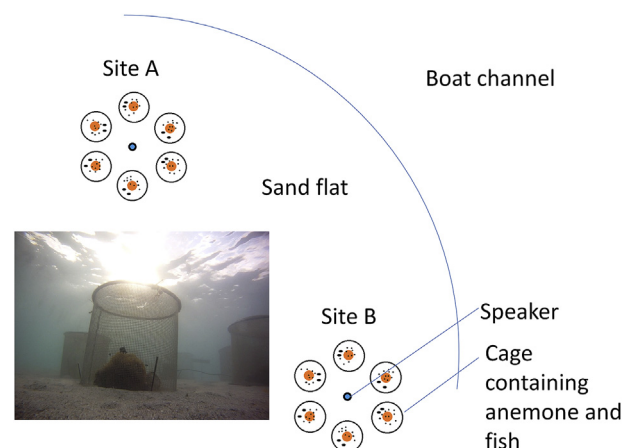 Site A
Boat channel
Sand flat
Site B
Speaker
Cage
containing
anemone and
fish